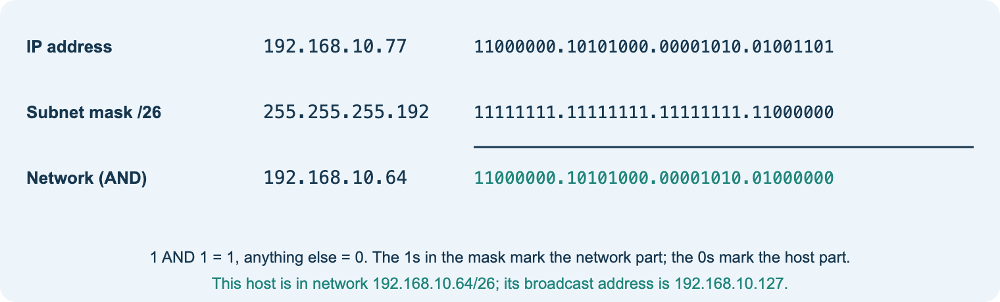 IP address 192.168.10.77 11000000.10101000.00001010.01001101
Subnet mask /26 255.255.255.192 11111111.11111111.11111111.11000000
Network (AND) 192.168.10.64 11000000.10101000.00001010.01000000
1 AND 1 = 1, anything else = 0. The 1s in the mask mark the network part; the 0s mark the host part.
This host is in network 192.168.10.64/26; its broadcast address is 192.168.10.127.